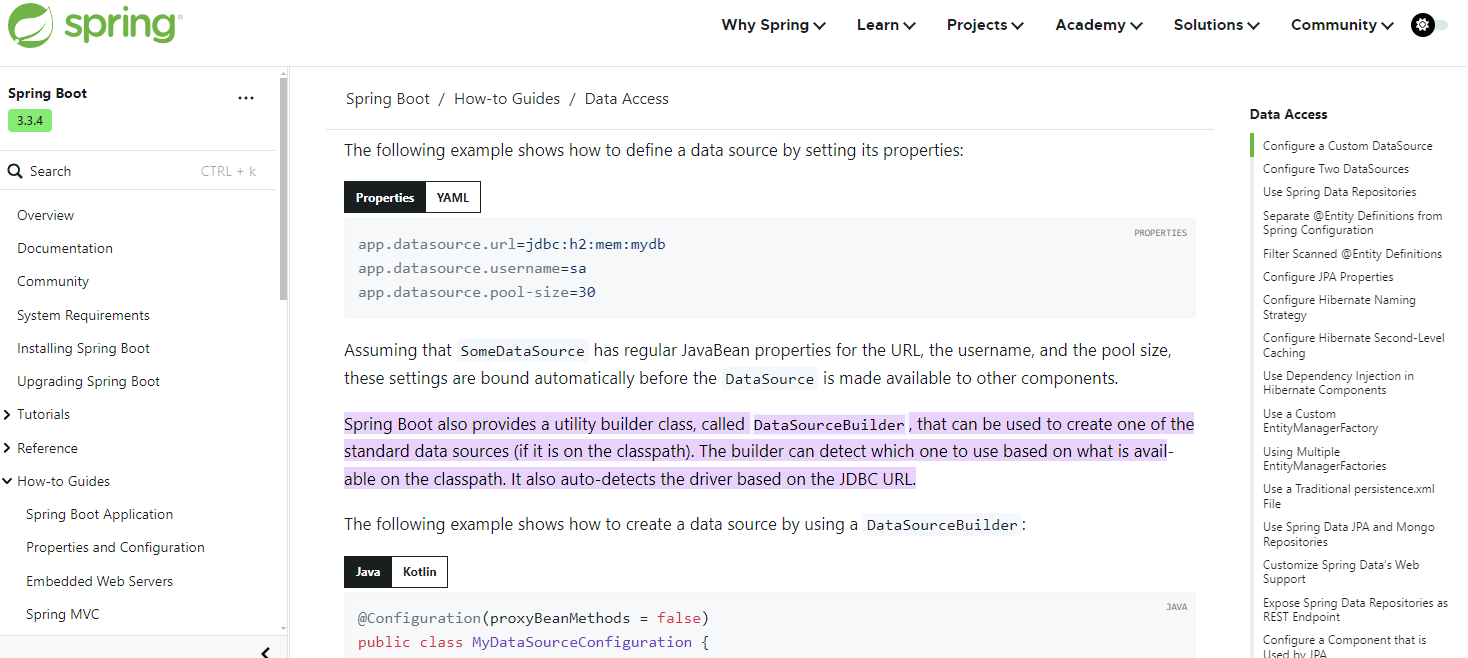 spring
Why Spring
Learn
Projects
Academy
Solutions
Community
Spring Boot
...
3.3.4
Search
CTRL + k
Overview
Documentation
Community
System Requirements
Installing Spring Boot
Upgrading Spring Boot
Tutorials
Reference
How-to Guides
Spring Boot Application
Properties and Configuration
Embedded Web Servers
Spring MVC
Spring Boot / How-to Guides / Data Access
The following example shows how to define a data source by setting its properties:
Properties YAML
PROPERTIES
app.datasource.url=jdbc:h2:mem:mydb
app.datasource.username=sa
app.datasource.pool-size=30
Assuming that SomeDataSource has regular JavaBean properties for the URL, the username, and the pool size,
these settings are bound automatically before the DataSource is made available to other components.
Spring Boot also provides a utility builder class, called DataSourceBuilder, that can be used to create one of the
standard data sources (if it is on the classpath). The builder can detect which one to use based on what is avail-
able on the classpath. It also auto-detects the driver based on the JDBC URL.
The following example shows how to create a data source by using a DataSourceBuilder:
Java Kotlin
JAVA
@Configuration(proxyBeanMethods = false)
public class MyDataSourceConfiguration {
Data Access
Configure a Custom DataSource
Configure Two DataSources
Use Spring Data Repositories
Separate @Entity Definitions from
Spring Configuration
Filter Scanned @Entity Definitions
Configure JPA Properties
Configure Hibernate Naming
Strategy
Configure Hibernate Second-Level
Caching
Use Dependency Injection in
Hibernate Components
Use a Custom
EntityManagerFactory
Using Multiple
EntityManagerFactories
Use a Traditional persistence.xml
File
Use Spring Data JPA and Mongo
Repositories
Customize Spring Data's Web
Support
Expose Spring Data Repositories as
REST Endpoint
Configure a Component that is
Used by JPA